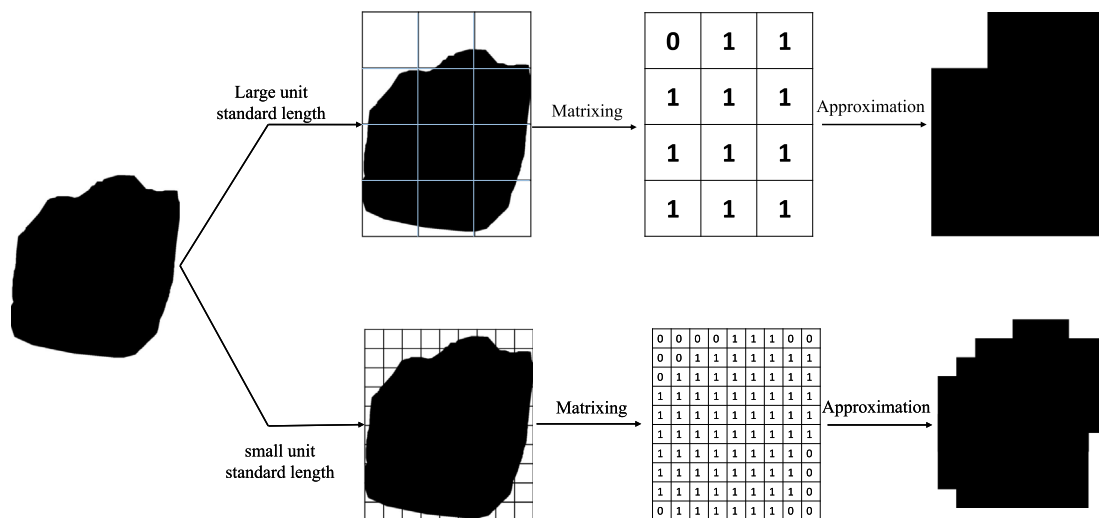 Large unit
standard length
Matrixing
0 1 1
1 1 1
1 1 1
1 1 1
Approximation
small unit
standard length
Matrixing
0 0 0 0 1 1 1 0 0
0 0 1 1 1 1 1 1 1
0 1 1 1 1 1 1 1 1
1 1 1 1 1 1 1 1 1
1 1 1 1 1 1 1 1 1
1 1 1 1 1 1 1 1 1
1 1 1 1 1 1 1 1 0
1 1 1 1 1 1 1 1 0
1 1 1 1 1 1 1 1 0
0 1 1 1 1 1 1 1 0
Approximation